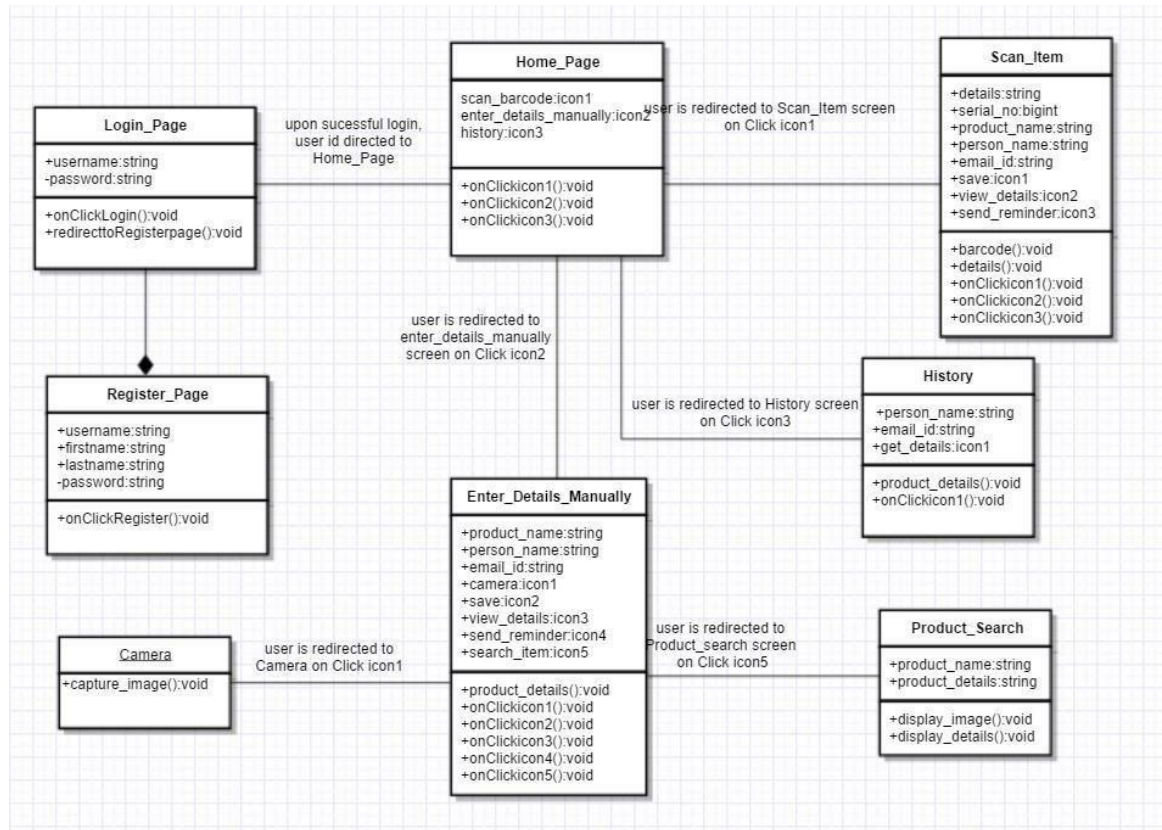 Login_Page
+username:string
-password:string
+onClickLogin():void
+redirecttoRegisterpage():void
upon sucessful login,
user id directed to
Home_Page
Home_Page
scan_barcode:icon1
enter_details_manually:icon2
history:icon3
+onClickicon1():void
+onClickicon2():void
+onClickicon3():void
user is redirected to Scan_Item screen
on Click icon1
Scan_Item
+details:string
+serial_no:bigint
+product_name:string
+person_name:string
+email_id:string
+save:icon1
+view_details:icon2
+send_reminder:icon3
+barcode():void
+details():void
+onClickicon1():void
+onClickicon2():void
+onClickicon3():void
user is redirected to
enter_details_manually
screen on Click icon2
Register_Page
+username:string
+firstname:string
+lastname:string
-password:string
+onClickRegister():void
user is redirected to History screen
on Click icon3
History
+person_name:string
+email_id:string
+get_details:icon1
+product_details():void
+onClickicon1():void
Enter_Details_Manually
+product_name:string
+person_name:string
+email_id:string
+camera:icon1
+save:icon2
+view_details:icon3
+send_reminder:icon4
+search_item:icon5
+product_details():void
+onClickicon1():void
+onClickicon2():void
+onClickicon3():void
+onClickicon4():void
+onClickicon5():void
Camera
+capture_image():void
user is redirected to
Camera on Click icon1
user is redirected to
Product_search screen
on Click icon5
Product_Search
+product_name:string
+product_details:string
+display_image():void
+display_details():void